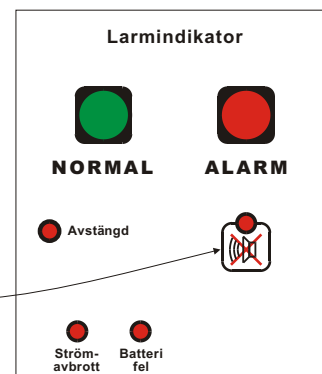 Larmindikator
NORMAL ALARM
Avstängd
Ström- Batteri
avbrott fel